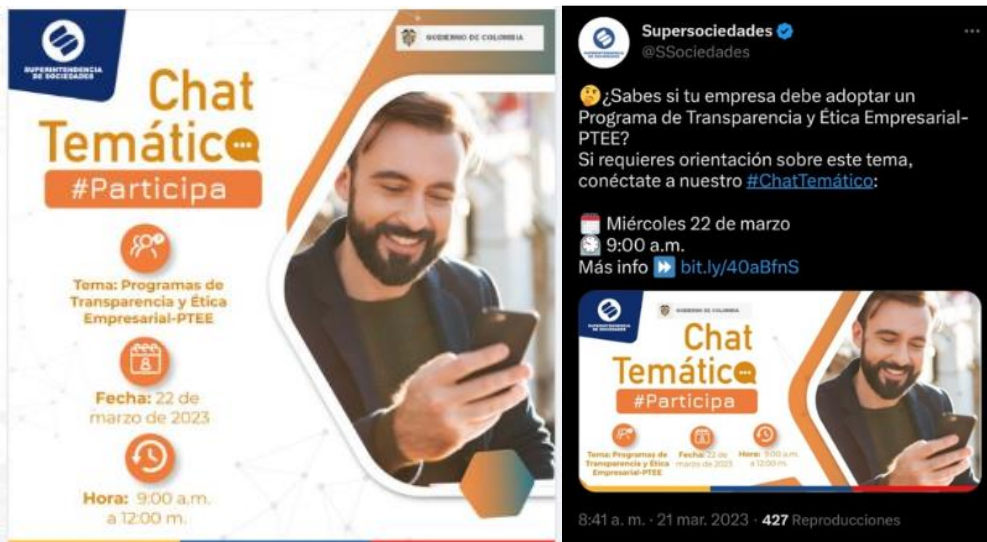 SUPERINTENDENCIA
DE SOCIEDADES
GOBIERNO DE COLOMBIA
Chat
Temático
#Participa
Tema: Programas de
Transparencia y Ética
Empresarial-PTEE
Fecha: 22 de
marzo de 2023
Hora: 9:00 a.m.
a 12:00 m.
Supersociedades
@SSociedades
🤔¿Sabes si tu empresa debe adoptar un
Programa de Transparencia y Ética Empresarial-
PTEE?
Si requieres orientación sobre este tema,
conéctate a nuestro #ChatTemático:
🗓️ Miércoles 22 de marzo
🕘 9:00 a.m.
Más info ⏩ bit.ly/40aBfnS
SUPERINTENDENCIA
DE SOCIEDADES
GOBIERNO DE COLOMBIA
Chat
Temático
#Participa
Tema: Programas de
Transparencia y Ética
Empresarial-PTEE
Fecha: 22 de
marzo de 2023
Hora: 9:00 a.m.
a 12:00 m.
8:41 a. m. · 21 mar. 2023 · 427 Reproducciones